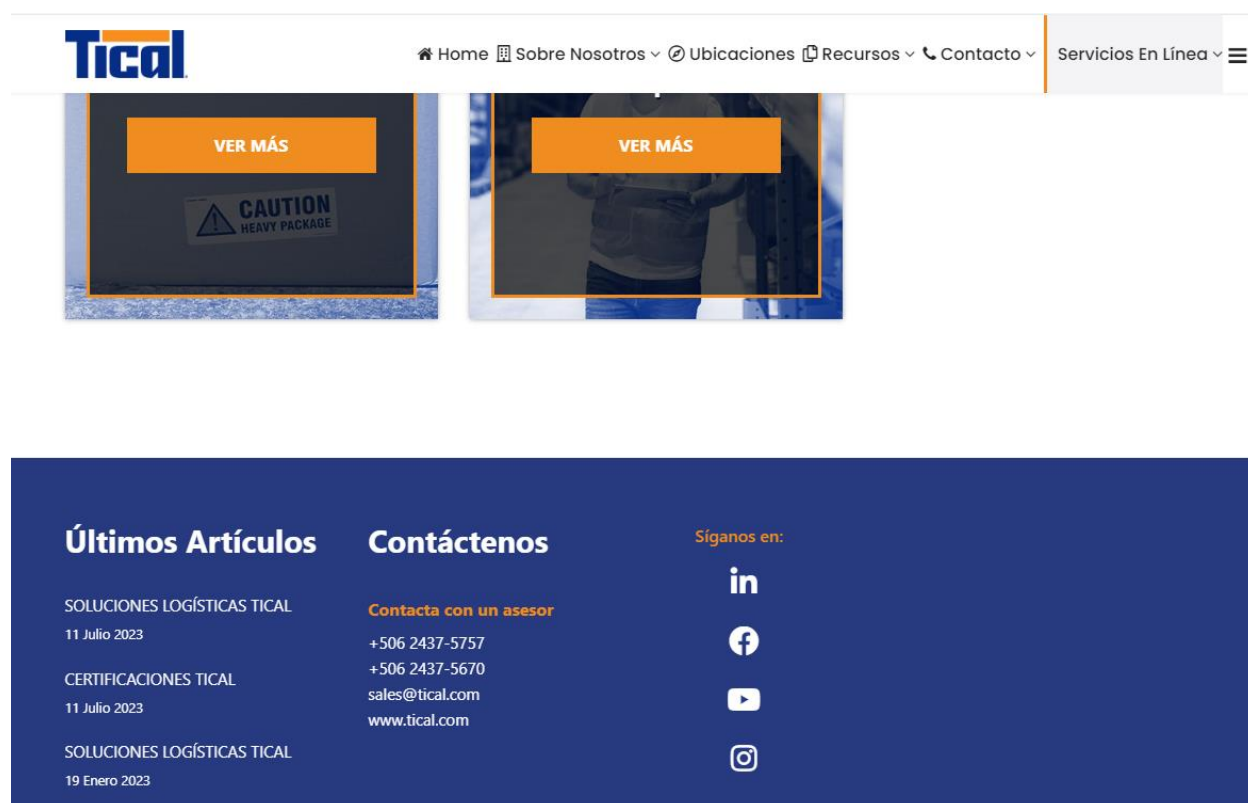 Tical
Home Sobre Nosotros Ubicaciones Recursos Contacto Servicios En Línea
VER MÁS
VER MÁS
CAUTION
HEAVY PACKAGE
Últimos Artículos
SOLUCIONES LOGÍSTICAS TICAL
11 Julio 2023
CERTIFICACIONES TICAL
11 Julio 2023
SOLUCIONES LOGÍSTICAS TICAL
19 Enero 2023
Contáctenos
Contacta con un asesor
+506 2437-5757
+506 2437-5670
sales@tical.com
www.tical.com
Síganos en:
in